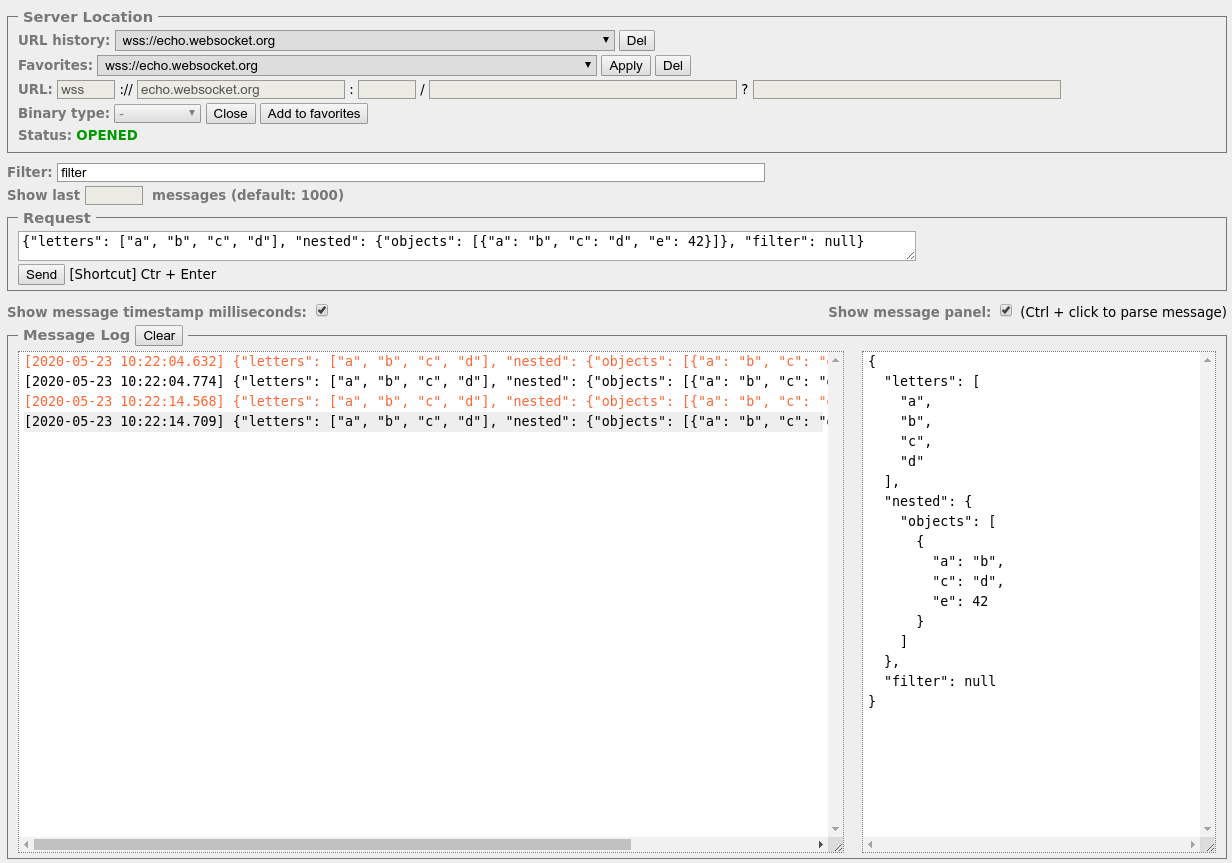 Server Location
URL history: wss://echo.websocket.org Del
Favorites: wss://echo.websocket.org Apply Del
URL: wss :// echo.websocket.org : / ?
Binary type: - Close Add to favorites
Status: OPENED
Filter: filter
Show last messages (default: 1000)
Request
{"letters": ["a", "b", "c", "d"], "nested": {"objects": [{"a": "b", "c": "d", "e": 42}]}, "filter": null}
Send [Shortcut] Ctr + Enter
Show message timestamp milliseconds: Show message panel: (Ctrl + click to parse message)
Message Log Clear
[2020-05-23 10:22:04.632] {"letters": ["a", "b", "c", "d"], "nested": {"objects": [{"a": "b", "c": "
[2020-05-23 10:22:04.774] {"letters": ["a", "b", "c", "d"], "nested": {"objects": [{"a": "b", "c": "
[2020-05-23 10:22:14.568] {"letters": ["a", "b", "c", "d"], "nested": {"objects": [{"a": "b", "c": "
[2020-05-23 10:22:14.709] {"letters": ["a", "b", "c", "d"], "nested": {"objects": [{"a": "b", "c": "
{
  "letters": [
    "a",
    "b",
    "c",
    "d"
  ],
  "nested": {
    "objects": [
      {
        "a": "b",
        "c": "d",
        "e": 42
      }
    ]
  },
  "filter": null
}